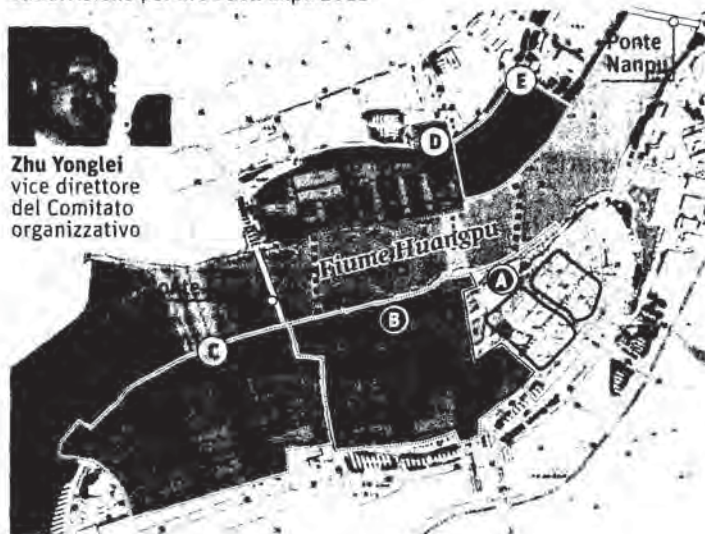 Zhu Yonglei
vice direttore
del Comitato
organizzativo
Ponte
Nanpu
E
D
Fiume Huangpu
A
B
C